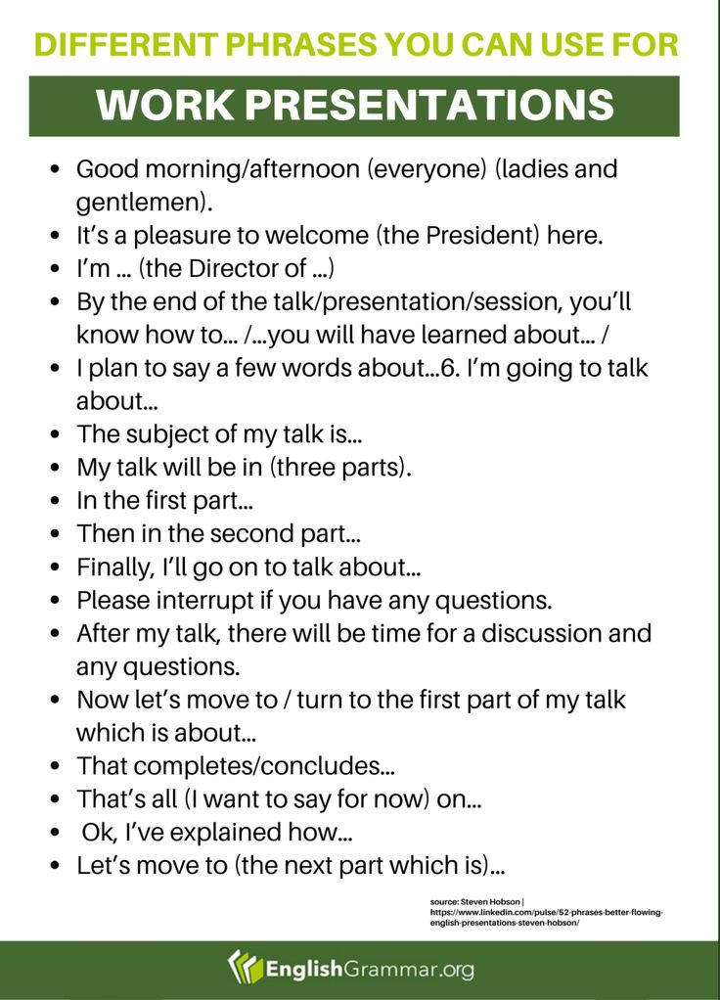 DIFFERENT PHRASES YOU CAN USE FOR
WORK PRESENTATIONS
• Good morning/afternoon (everyone) (ladies and
gentlemen).
• It’s a pleasure to welcome (the President) here.
• I’m ... (the Director of ...)
• By the end of the talk/presentation/session, you’ll
know how to... /...you will have learned about... /
• I plan to say a few words about...6. I’m going to talk
about...
• The subject of my talk is...
• My talk will be in (three parts).
• In the first part...
• Then in the second part...
• Finally, I’ll go on to talk about...
• Please interrupt if you have any questions.
• After my talk, there will be time for a discussion and
any questions.
• Now let’s move to / turn to the first part of my talk
which is about...
• That completes/concludes...
• That’s all (I want to say for now) on...
• Ok, I’ve explained how...
• Let’s move to (the next part which is)...
source: Steven Hobson |
https://www.linkedin.com/pulse/52-phrases-better-flowing-
english-presentations-steven-hobson/
EnglishGrammar.org